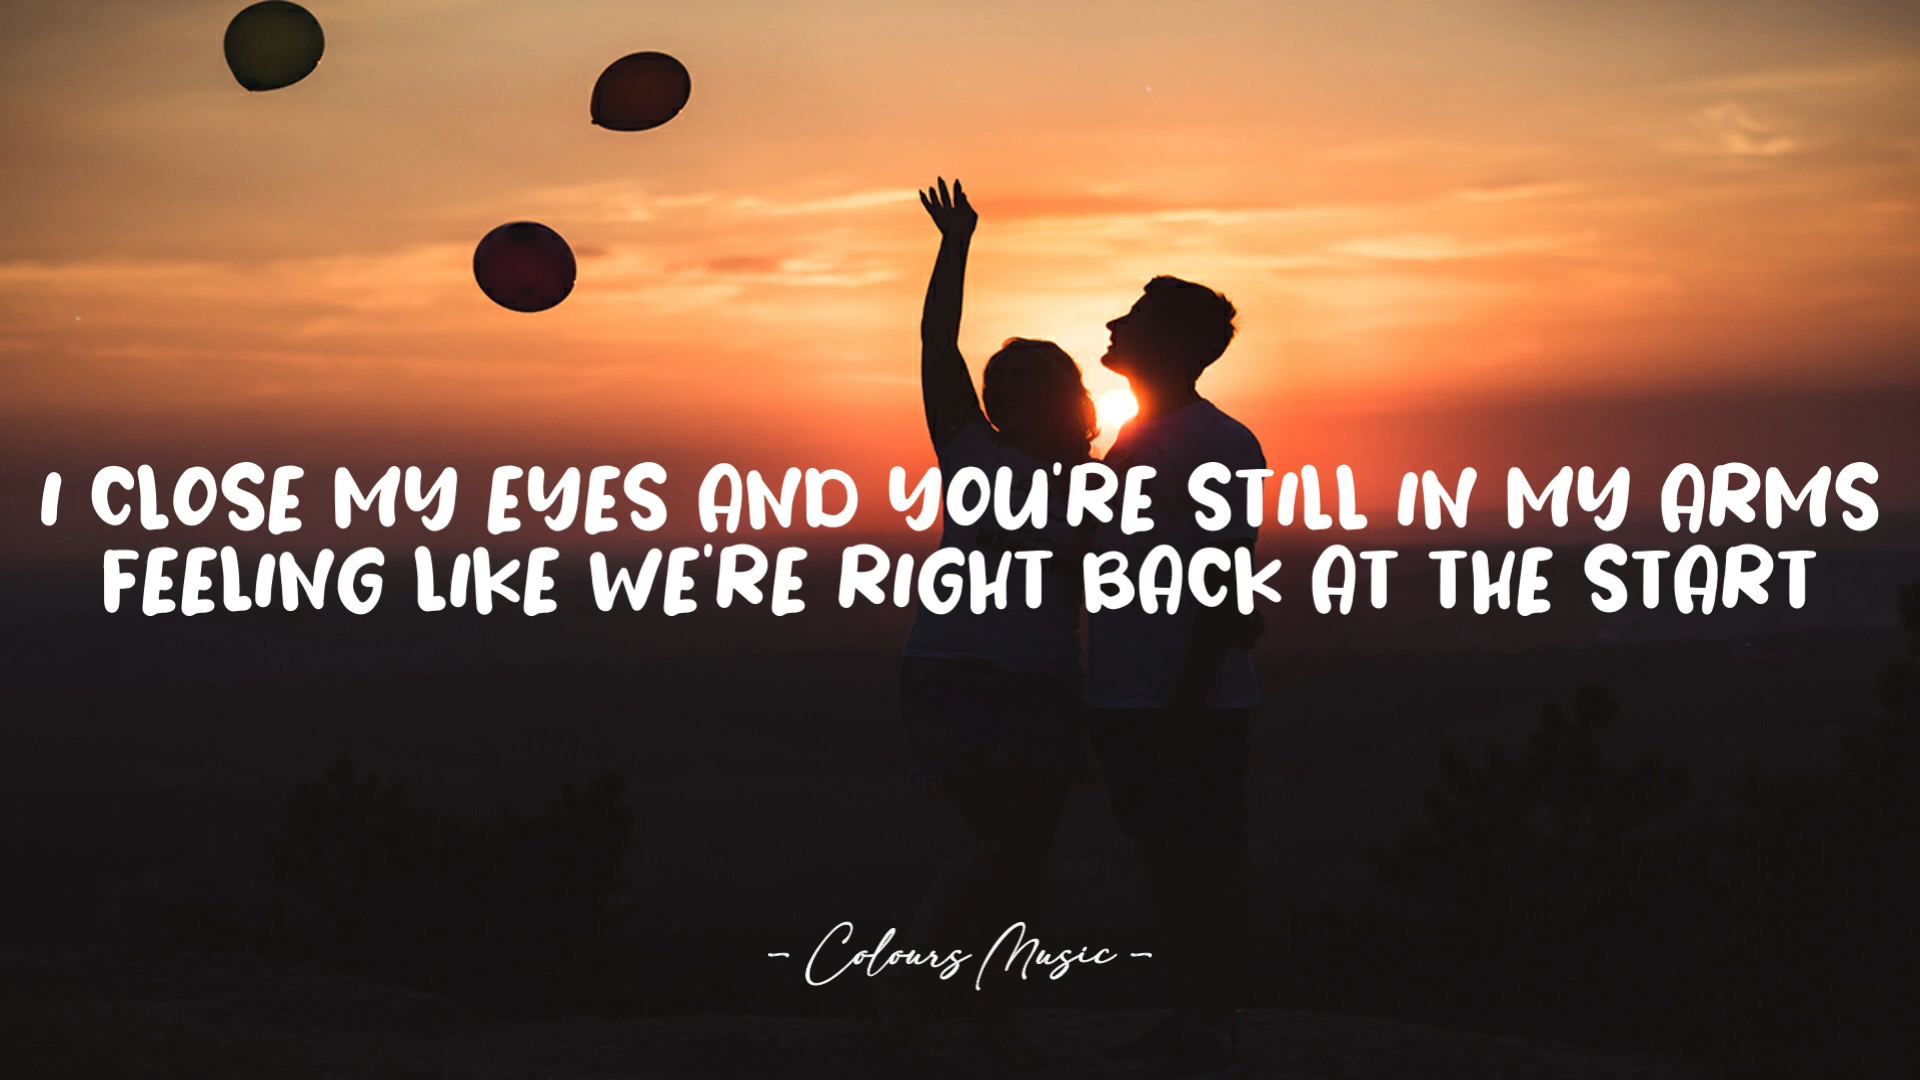 I CLOSE MY EYES AND YOU'RE STILL IN MY ARMS
FEELING LIKE WE'RE RIGHT BACK AT THE START
- Colours Music -